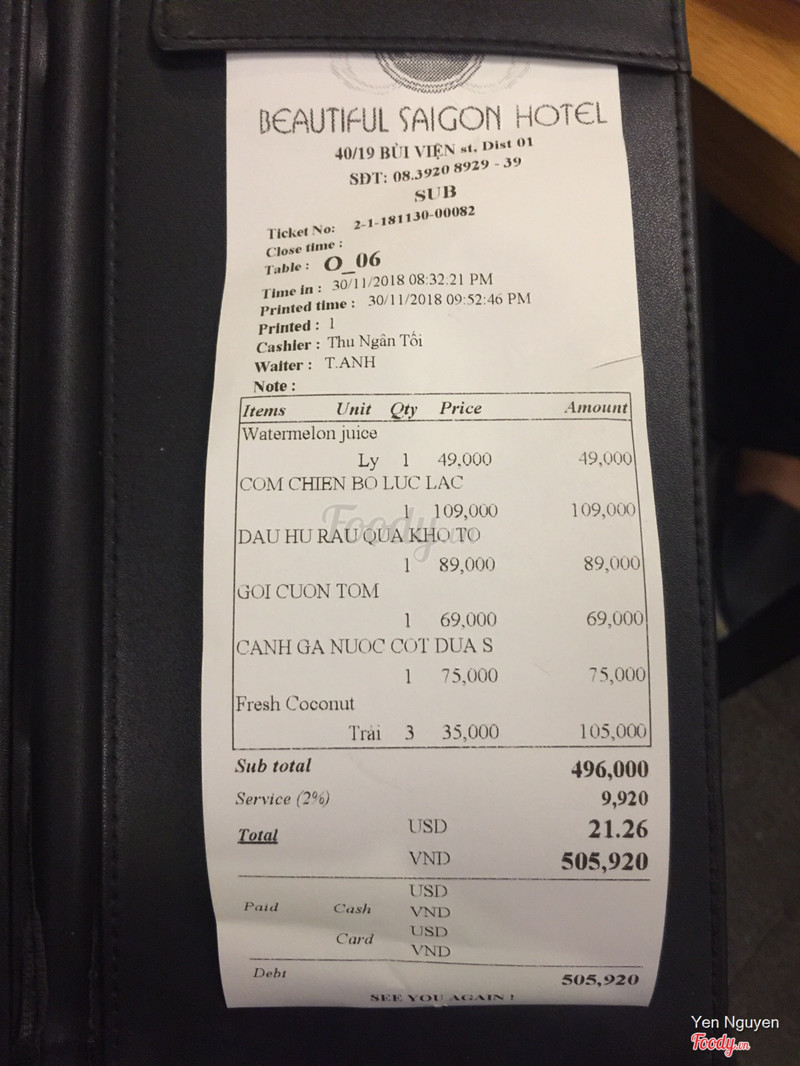 BEAUTIFUL SAIGON HOTEL
40/19 BÙI VIỆN st, Dist 01
SĐT: 08.3920 8929 - 39
SUB
Ticket No: 2-1-181130-00082
Close time :
Table : O_06
Time in : 30/11/2018 08:32:21 PM
Printed time : 30/11/2018 09:52:46 PM
Printed : 1
Cashier : Thu Ngân Tối
Waiter : T.ANH
Note :
Items Unit Qty Price Amount
Watermelon juice
Ly 1 49,000 49,000
COM CHIEN BO LUC LAC
1 109,000 109,000
DAU HU RAU QUA KHO TO
1 89,000 89,000
GOI CUON TOM
1 69,000 69,000
CANH GA NUOC COT DUA S
1 75,000 75,000
Fresh Coconut
Trái 3 35,000 105,000
Sub total 496,000
Service (2%) 9,920
Total USD 21.26
VND 505,920
USD
Paid Cash VND
Card USD
VND
Debt 505,920
SEE YOU AGAIN !
Foody.vn
Yen Nguyen
Foody.vn